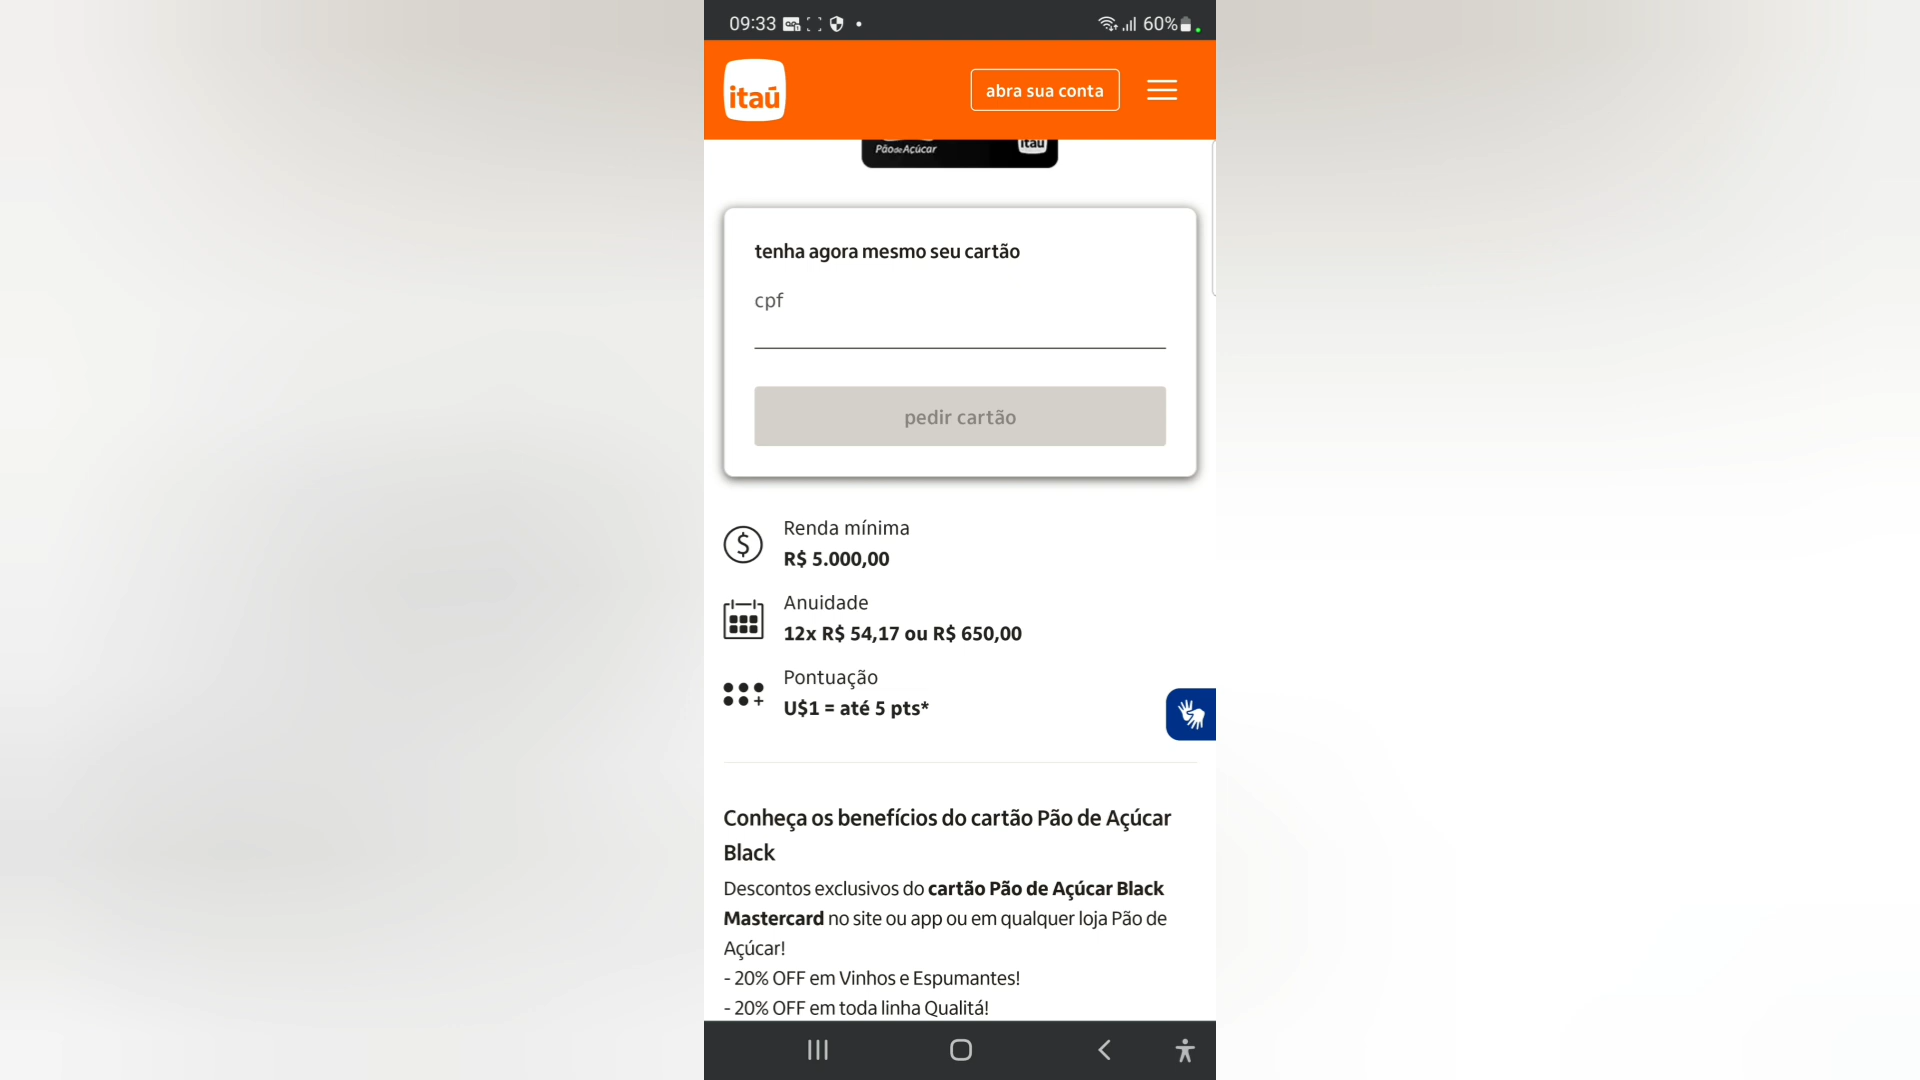 09:33
60%
itaú
abra sua conta
PãodeAçúcar
itaú
tenha agora mesmo seu cartão
cpf
pedir cartão
Renda mínima
R$ 5.000,00
Anuidade
12x R$ 54,17 ou R$ 650,00
Pontuação
U$1 = até 5 pts*
Conheça os benefícios do cartão Pão de Açúcar
Black
Descontos exclusivos do cartão Pão de Açúcar Black
Mastercard no site ou app ou em qualquer loja Pão de
Açúcar!
- 20% OFF em Vinhos e Espumantes!
- 20% OFF em toda linha Qualitá!